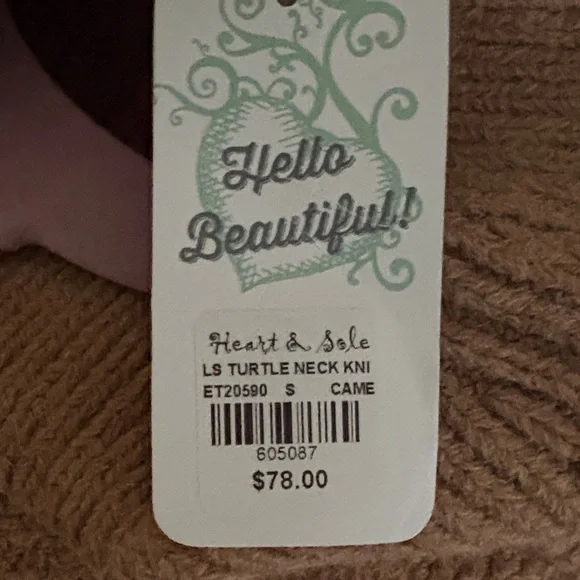 Hello
Beautiful!
Heart & Sole
LS TURTLE NECK KNI
ET20590 S CAME
605087
$78.00